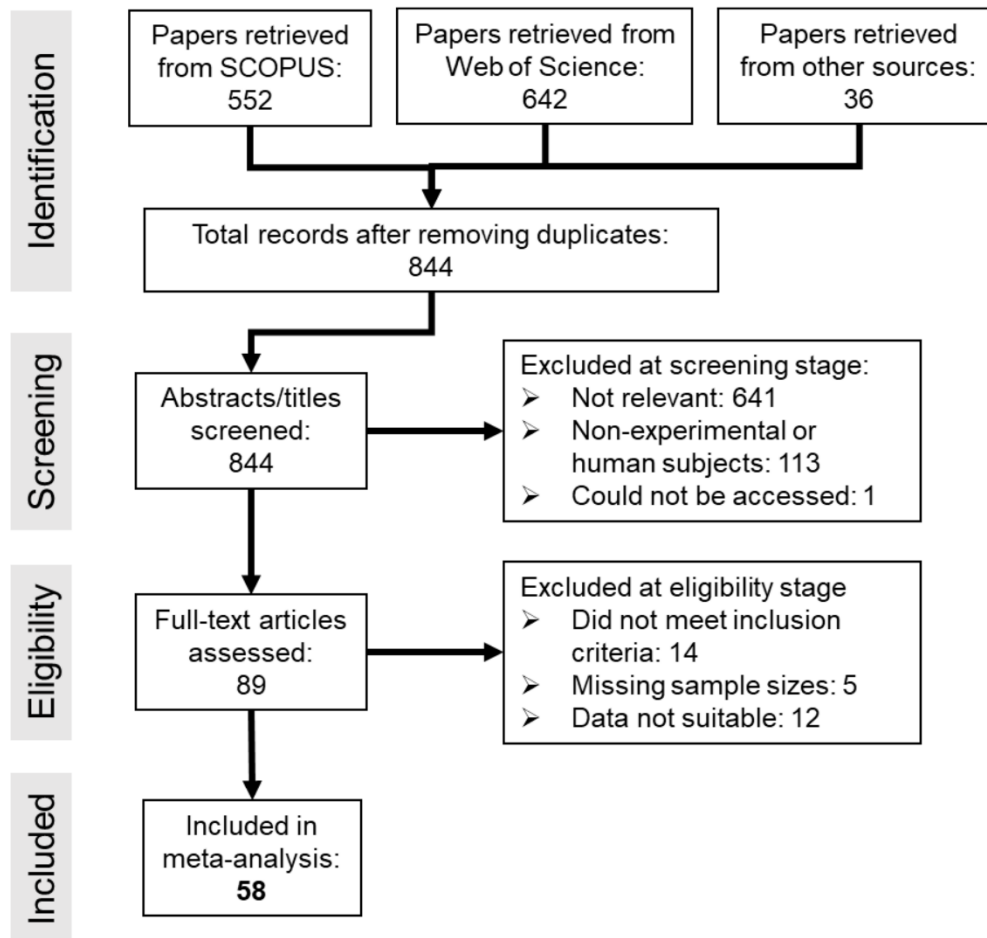 Identification
Papers retrieved
from SCOPUS:
552
Papers retrieved from
Web of Science:
642
Papers retrieved
from other sources:
36
Total records after removing duplicates:
844
Screening
Abstracts/titles
screened:
844
Excluded at screening stage:
➢ Not relevant: 641
➢ Non-experimental or
human subjects: 113
➢ Could not be accessed: 1
Eligibility
Full-text articles
assessed:
89
Excluded at eligibility stage
➢ Did not meet inclusion
criteria: 14
➢ Missing sample sizes: 5
➢ Data not suitable: 12
Included
Included in
meta-analysis:
58